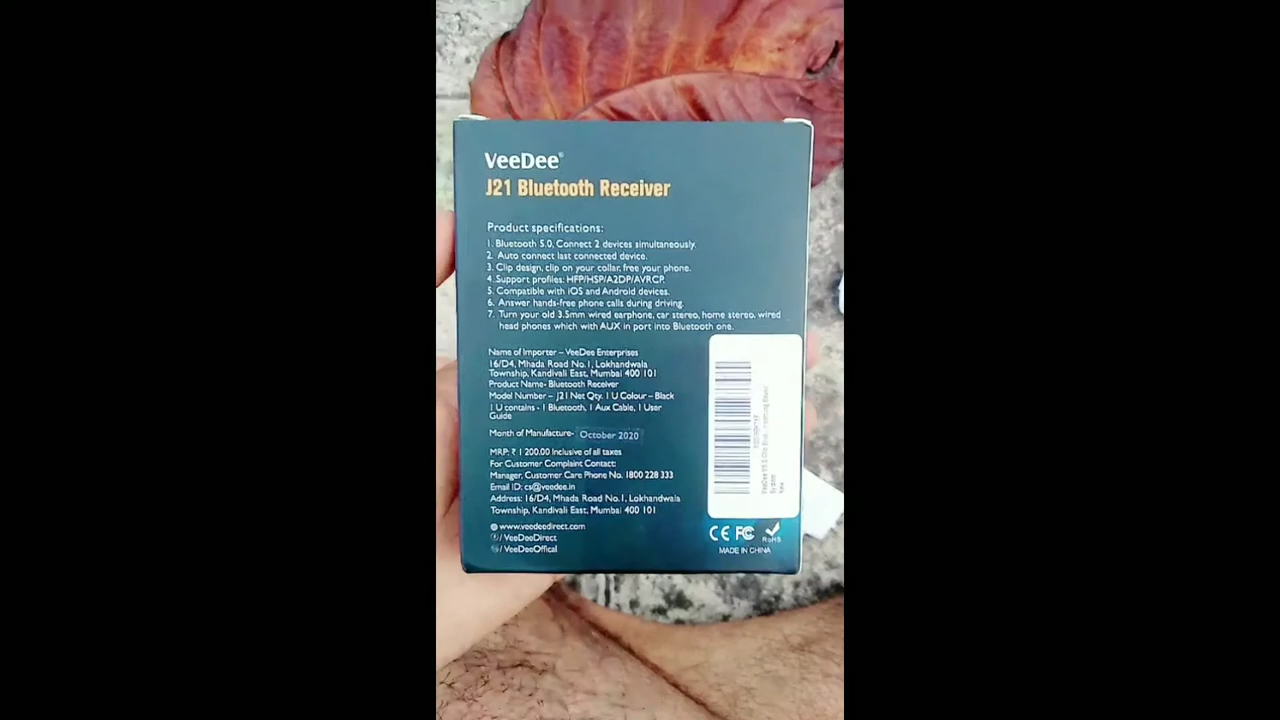 VeeDee®
J21 Bluetooth Receiver
Product specifications:
1. Bluetooth 5.0, Connect 2 devices simultaneously.
2. Auto connect last connected device.
3. Clip design, clip on your collar, free your phone.
4. Support profiles: HFP/HSP/A2DP/AVRCP.
5. Compatible with iOS and Android devices.
6. Answer hands-free phone calls during driving.
7. Turn your old 3.5mm wired earphone, car stereo, home stereo, wired
head phones which with AUX in port into Bluetooth one.
Name of Importer – VeeDee Enterprises
16/D4, Mhada Road No.1, Lokhandwala
Township, Kandivali East, Mumbai 400 101
Product Name- Bluetooth Receiver
Model Number – J21 Net Qty. 1 U Colour – Black
1 U contains - 1 Bluetooth, 1 Aux Cable, 1 User
Guide
Month of Manufacture- October 2020
MRP: ₹ 1 200.00 Inclusive of all taxes
For Customer Complaint Contact:
Manager, Customer Care Phone No. 1800 228 333
Email ID: cs@veedee.in
Address: 16/D4, Mhada Road No.1, Lokhandwala
Township, Kandivali East, Mumbai 400 101
www.veedeedirect.com
/ VeeDeeDirect
/ VeeDeeOffical
CE FC RoHS
MADE IN CHINA
VeeDee
New